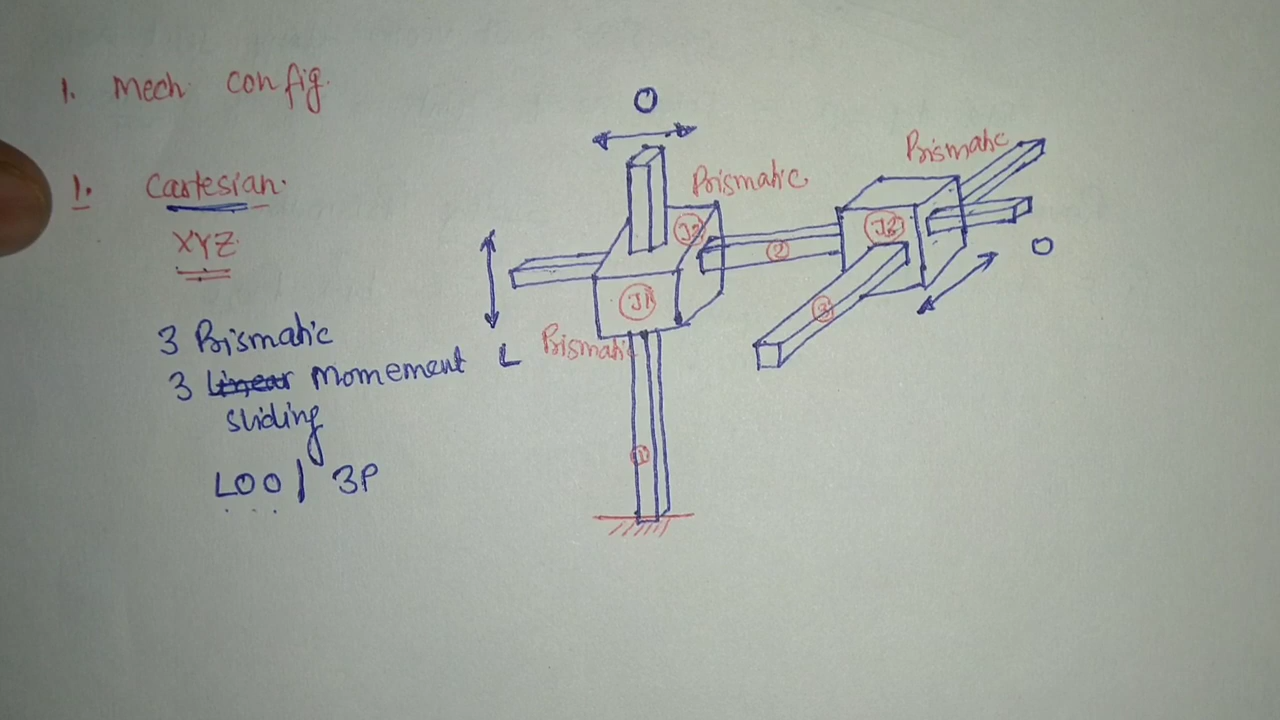 1. Mech. config.
1. Cartesian.
XYZ
3 Prismatic
3 Linear Momement
sliding
LOO / 3P
O
Prismatic
Prismatic
J2
J3
2
O
J1
3
Prismatic
L
1